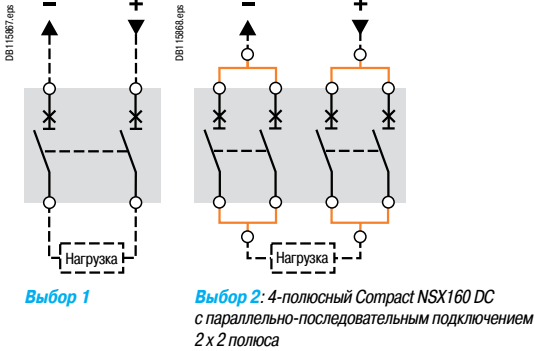 DB115867.eps
− +
DB115868.eps
− +
Нагрузка
Нагрузка
Выбор 1
Выбор 2: 4-полюсный Compact NSX160 DC
с параллельно-последовательным подключением
2 x 2 полюса